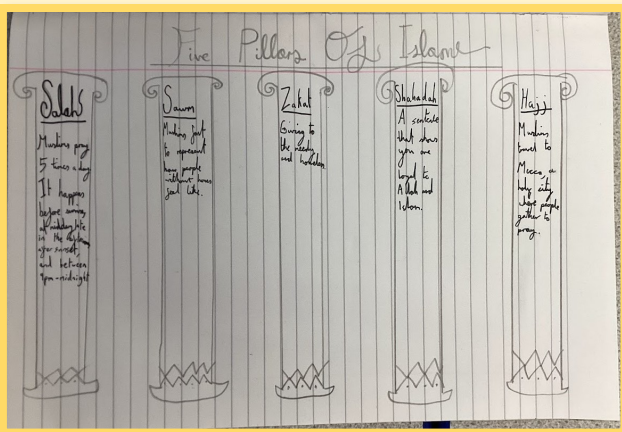 Five Pillars Of Islam
Salah
Muslims pray
5 times a day
It happens
before sunrise,
at midday, late
in the
after sunset,
and between
9pm-midnight
Sawm
Muslims fast
to represent
how people
without homes
feel like.
Zakat
Giving to
the needy
and homeless
Shahadah
A sentence
that shows
you are
loyal to
Allah and
Islam.
Hajj
Muslims
travel to
Mecca, a
holy city
where people
gather to
pray.